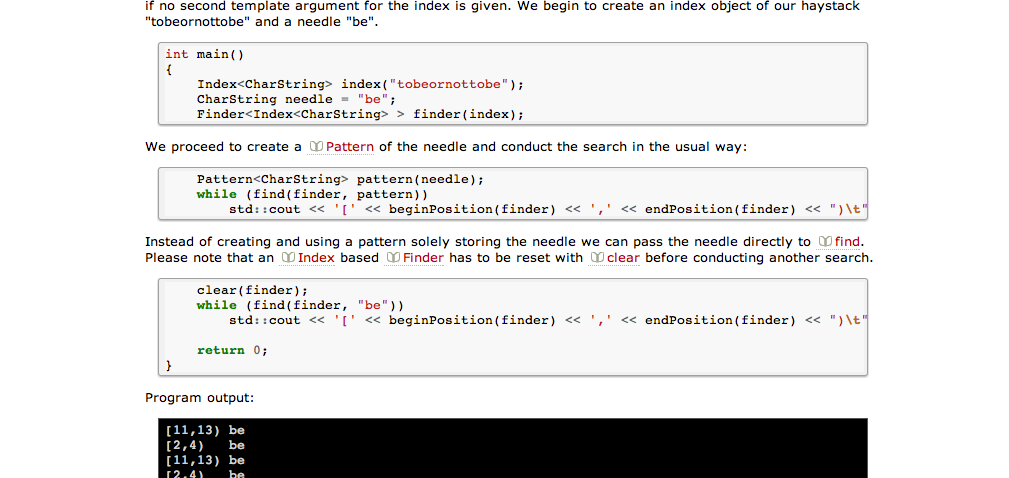 if no second template argument for the index is given. We begin to create an index object of our haystack
"tobeornottobe" and a needle "be".
int main()
{
Index<CharString> index("tobeornottobe");
CharString needle = "be";
Finder<Index<CharString> > finder(index);
We proceed to create a Pattern of the needle and conduct the search in the usual way:
Pattern<CharString> pattern(needle);
while (find(finder, pattern))
std::cout << '[' << beginPosition(finder) << ',' << endPosition(finder) << ")\t"
Instead of creating and using a pattern solely storing the needle we can pass the needle directly to find.
Please note that an Index based Finder has to be reset with clear before conducting another search.
clear(finder);
while (find(finder, "be"))
std::cout << '[' << beginPosition(finder) << ',' << endPosition(finder) << ")\t"
return 0;
}
Program output:
[11,13) be
[2,4) be
[11,13) be
[2,4) be